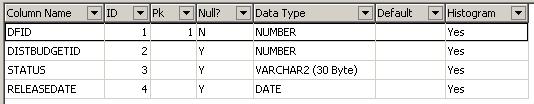 Column Name ID Pk Null? Data Type Default Histogram
DFID 1 1 N NUMBER Yes
DISTBUDGETID 2 Y NUMBER Yes
STATUS 3 Y VARCHAR2 (30 Byte) Yes
RELEASEDATE 4 Y DATE Yes